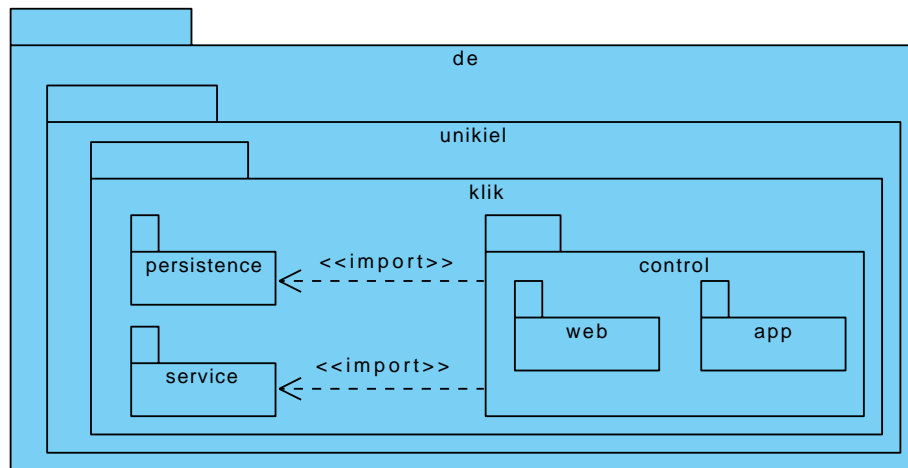 de
unikiel
klik
persistence
<<import>>
control
web
app
service
<<import>>